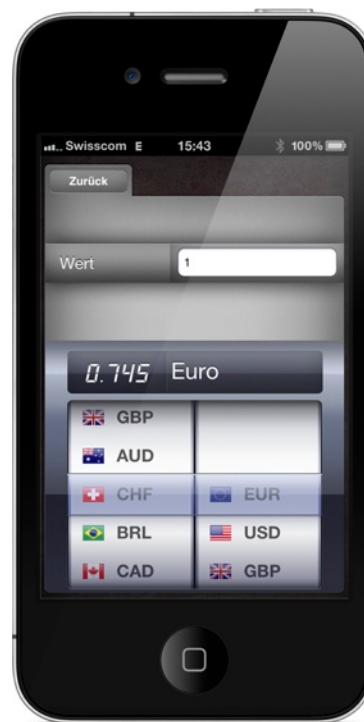 Swisscom E 15:43 100%
Zurück
Wert 1
0.745 Euro
GBP
AUD
CHF EUR
BRL USD
CAD GBP